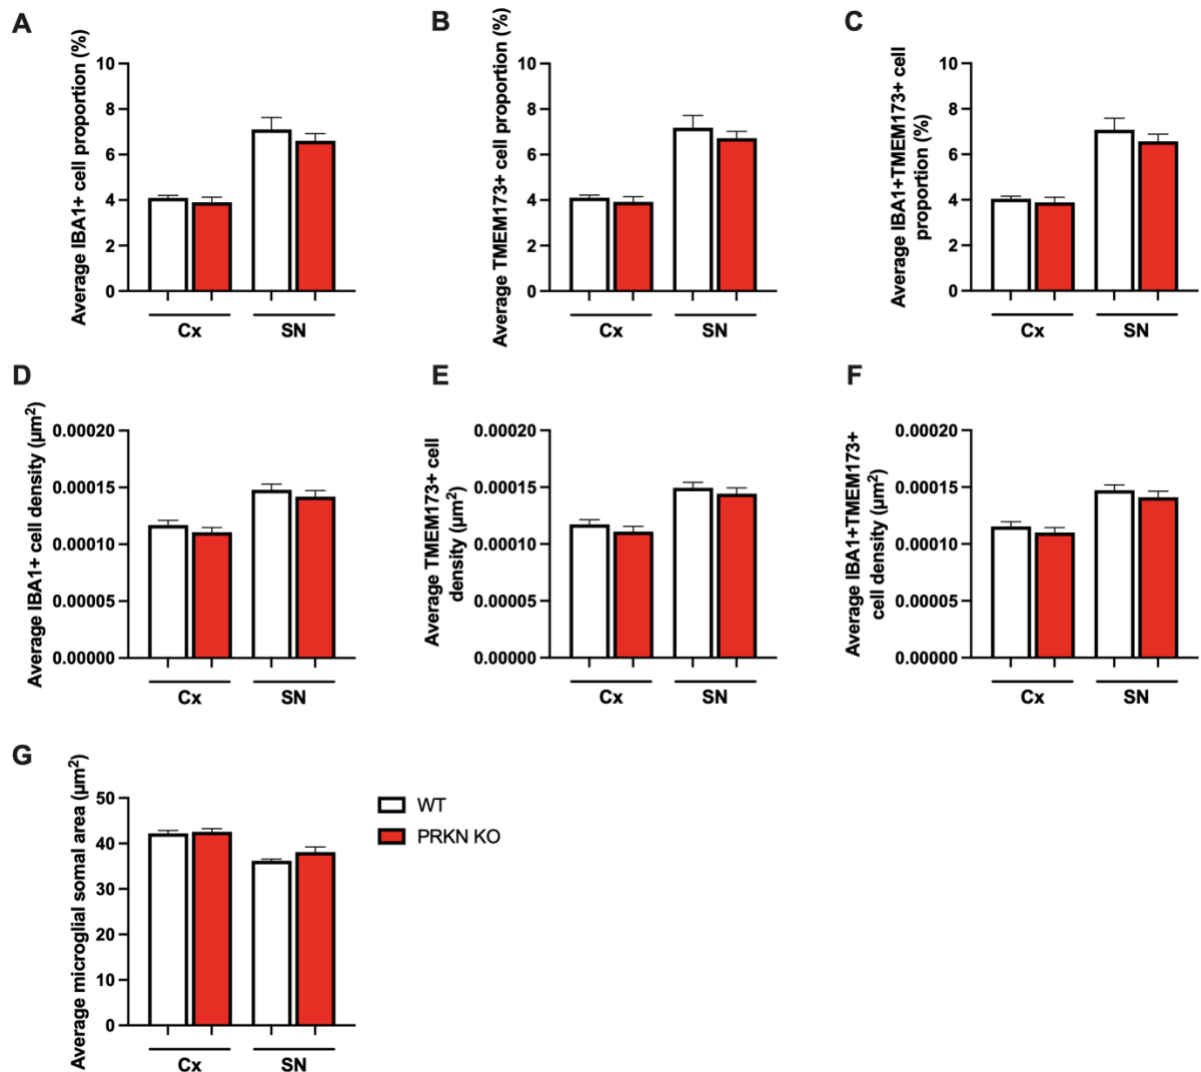 A
Average IBA1+ cell proportion (%)
10
8
6
4
2
0
Cx
SN
B
Average TMEM173+ cell proportion (%)
10
8
6
4
2
0
Cx
SN
C
Average IBA1+TMEM173+ cell
proportion (%)
10
8
6
4
2
0
Cx
SN
D
Average IBA1+ cell density (µm²)
0.00020
0.00015
0.00010
0.00005
0.00000
Cx
SN
E
Average TMEM173+ cell
density (µm²)
0.00020
0.00015
0.00010
0.00005
0.00000
Cx
SN
F
Average IBA1+TMEM173+
cell density (µm²)
0.00020
0.00015
0.00010
0.00005
0.00000
Cx
SN
G
Average microglial somal area (µm²)
50
40
30
20
10
0
Cx
SN
WT
PRKN KO